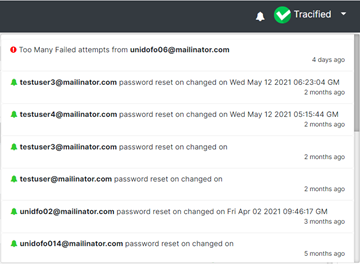 Tracified
Too Many Failed attempts from unidofo06@mailinator.com
4 days ago
testuser3@mailinator.com password reset on changed on Wed May 12 2021 06:23:04 GM
2 months ago
testuser4@mailinator.com password reset on changed on Wed May 12 2021 05:15:44 GM
2 months ago
testuser3@mailinator.com password reset on changed on
2 months ago
testuser@mailinator.com password reset on changed on
2 months ago
unidfo02@mailinator.com password reset on changed on Fri Apr 02 2021 09:46:17 GM
3 months ago
unidofo014@mailinator.com password reset on changed on
5 months ago